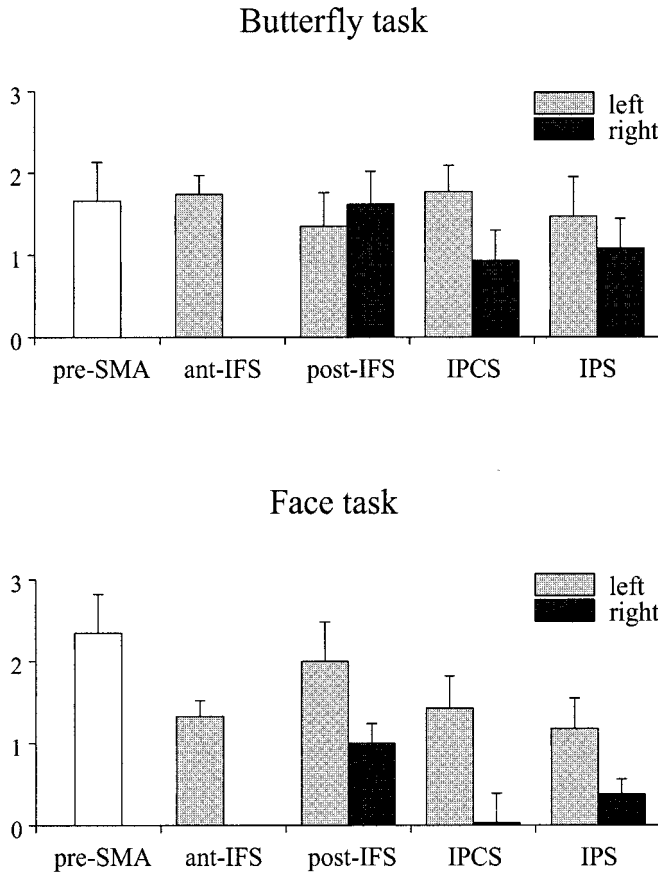 Butterfly task
3
left
right
2
1
0
pre-SMA ant-IFS post-IFS IPCS IPS
Face task
3
left
right
2
1
0
pre-SMA ant-IFS post-IFS IPCS IPS